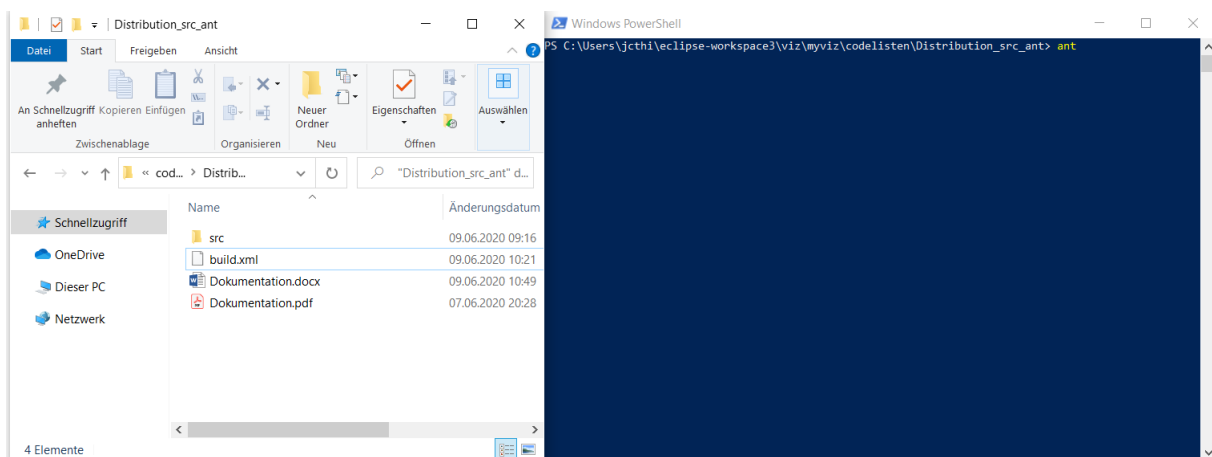 Distribution_src_ant
Datei Start Freigeben Ansicht
An Schnellzugriff anheften
Kopieren
Einfügen
Neuer Ordner
Eigenschaften
Auswählen
Zwischenablage Organisieren Neu Öffnen
« cod... > Distrib...
"Distribution_src_ant" d...
Name Änderungsdatum
Schnellzugriff
OneDrive
Dieser PC
Netzwerk
src 09.06.2020 09:16
build.xml 09.06.2020 10:21
Dokumentation.docx 09.06.2020 10:49
Dokumentation.pdf 07.06.2020 20:28
4 Elemente
Windows PowerShell
PS C:\Users\jcthi\eclipse-workspace3\viz\myviz\codelisten\Distribution_src_ant> ant